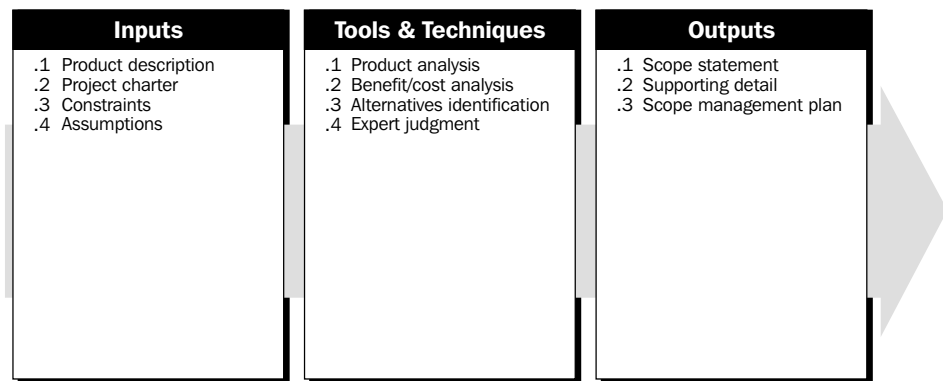 Inputs
.1 Product description
.2 Project charter
.3 Constraints
.4 Assumptions
Tools & Techniques
.1 Product analysis
.2 Benefit/cost analysis
.3 Alternatives identification
.4 Expert judgment
Outputs
.1 Scope statement
.2 Supporting detail
.3 Scope management plan